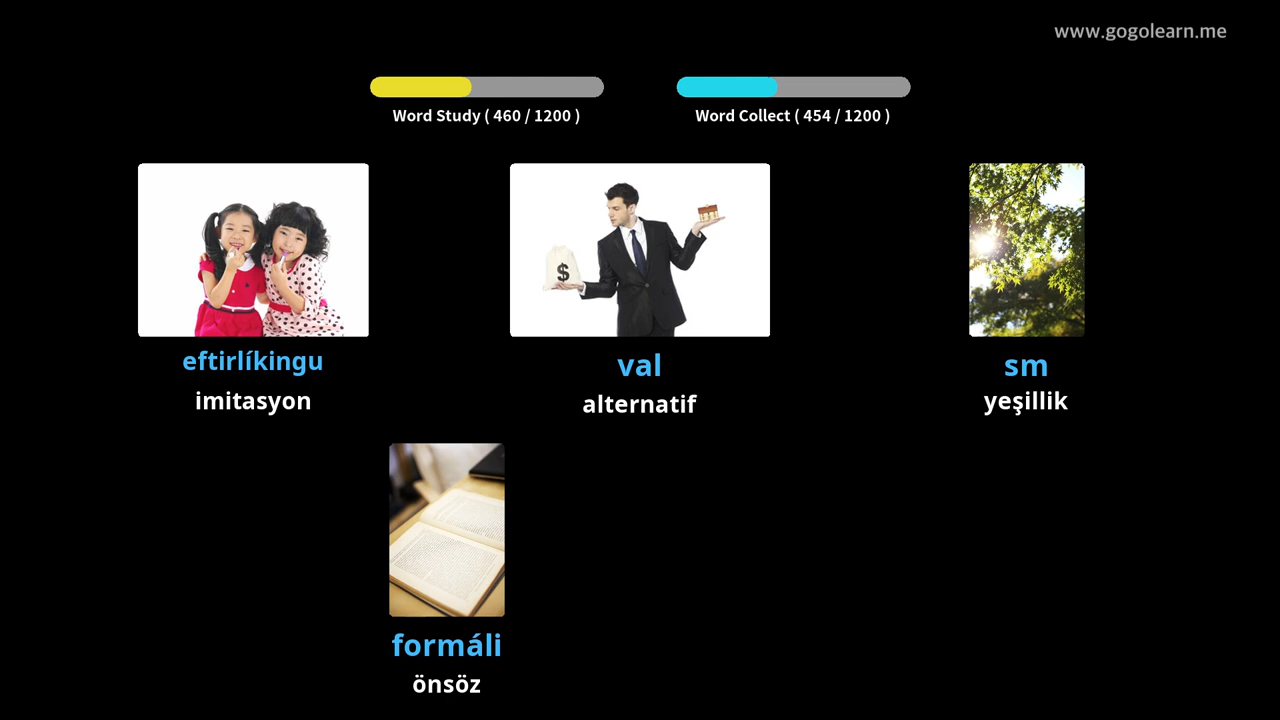 www.gogolearn.me
Word Study ( 460 / 1200 )
Word Collect ( 454 / 1200 )
eftirlíkingu
imitasyon
val
alternatif
sm
yeşillik
formáli
önsöz